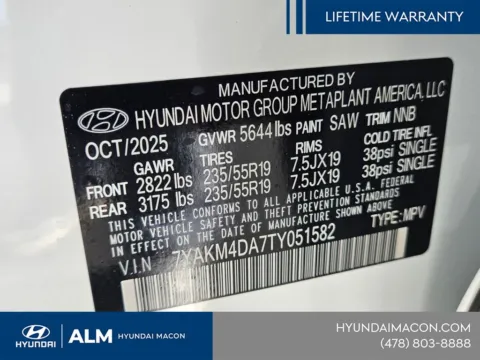 LIFETIME WARRANTY
MANUFACTURED BY
HYUNDAI MOTOR GROUP METAPLANT AMERICA, LLC
OCT/2025 GVWR 5644 lbs PAINT SAW TRIM NNB
GAWR TIRES RIMS COLD TIRE INFL
FRONT 2822 lbs 235/55R19 7.5JX19 38psi SINGLE
REAR 3175 lbs 235/55R19 7.5JX19 38psi SINGLE
THIS VEHICLE CONFORMS TO ALL APPLICABLE U.S.A. FEDERAL
MOTOR VEHICLE SAFETY AND THEFT PREVENTION STANDARDS
IN EFFECT ON THE DATE OF MANUFACTURE SHOWN ABOVE.
V.I.N 7YAKM4DA7TY051582 TYPE: MPV
HYUNDAI ALM HYUNDAI MACON
HYUNDAIMACON.COM
(478) 803-8888